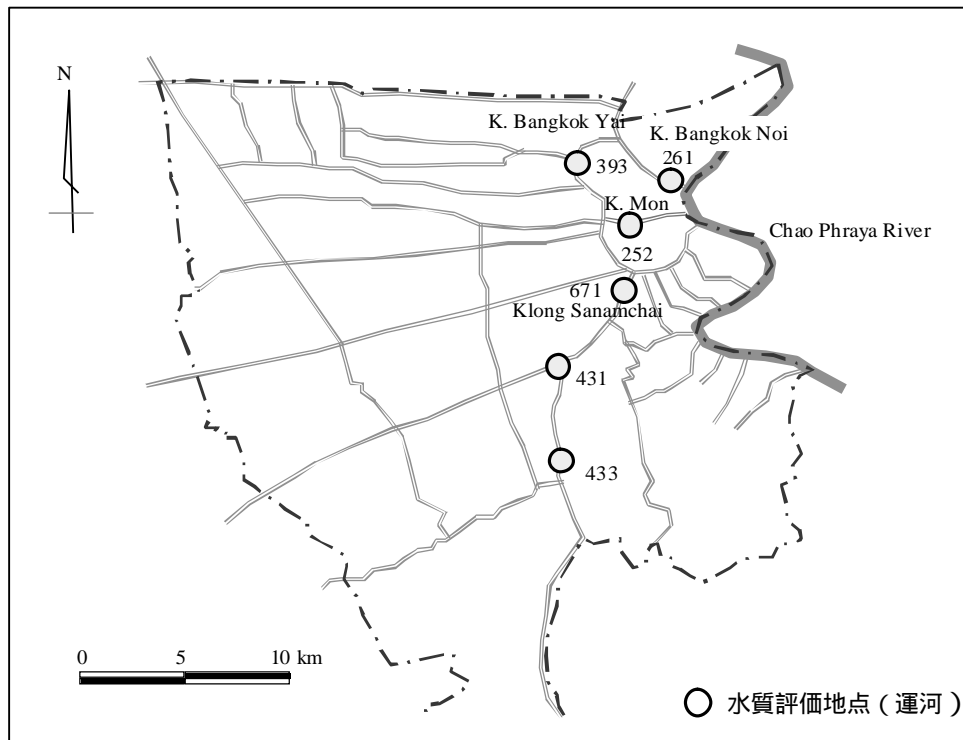 N
K. Bangkok Yai
K. Bangkok Noi
393
261
K. Mon
Chao Phraya River
252
671
Klong Sanamchai
431
433
0 5 10 km
水質評価地点（運河）